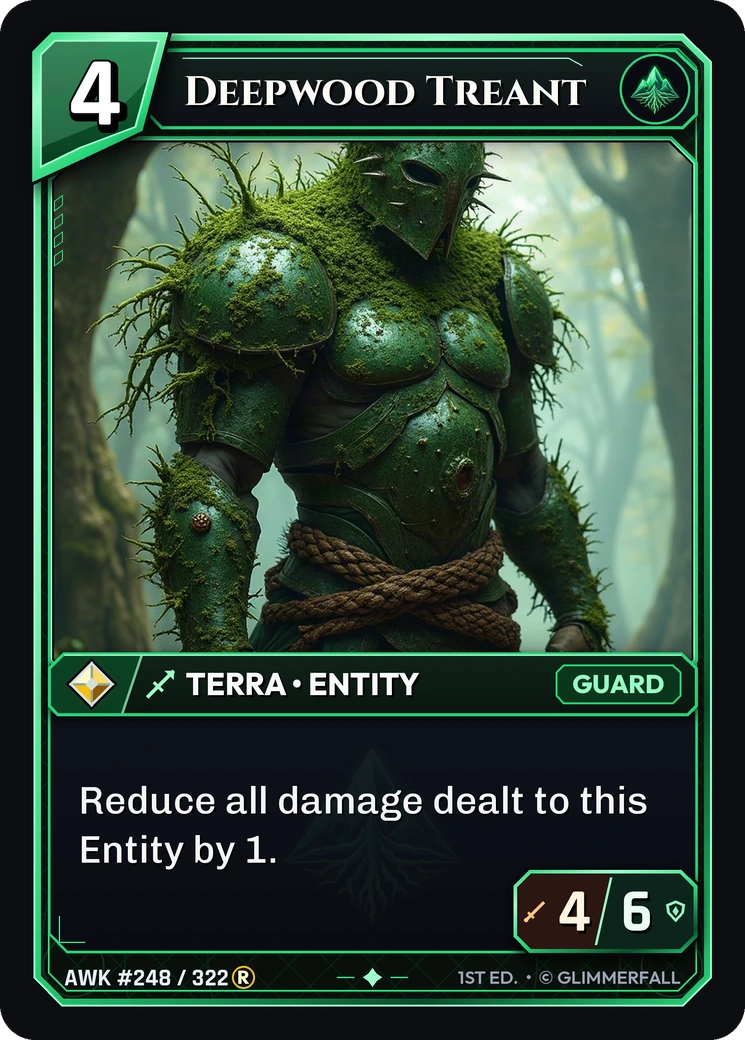 4
DEEPWOOD TREANT
TERRA • ENTITY
GUARD
Reduce all damage dealt to this
Entity by 1.
4/6
AWK #248 / 322 R
1ST ED. • © GLIMMERFALL